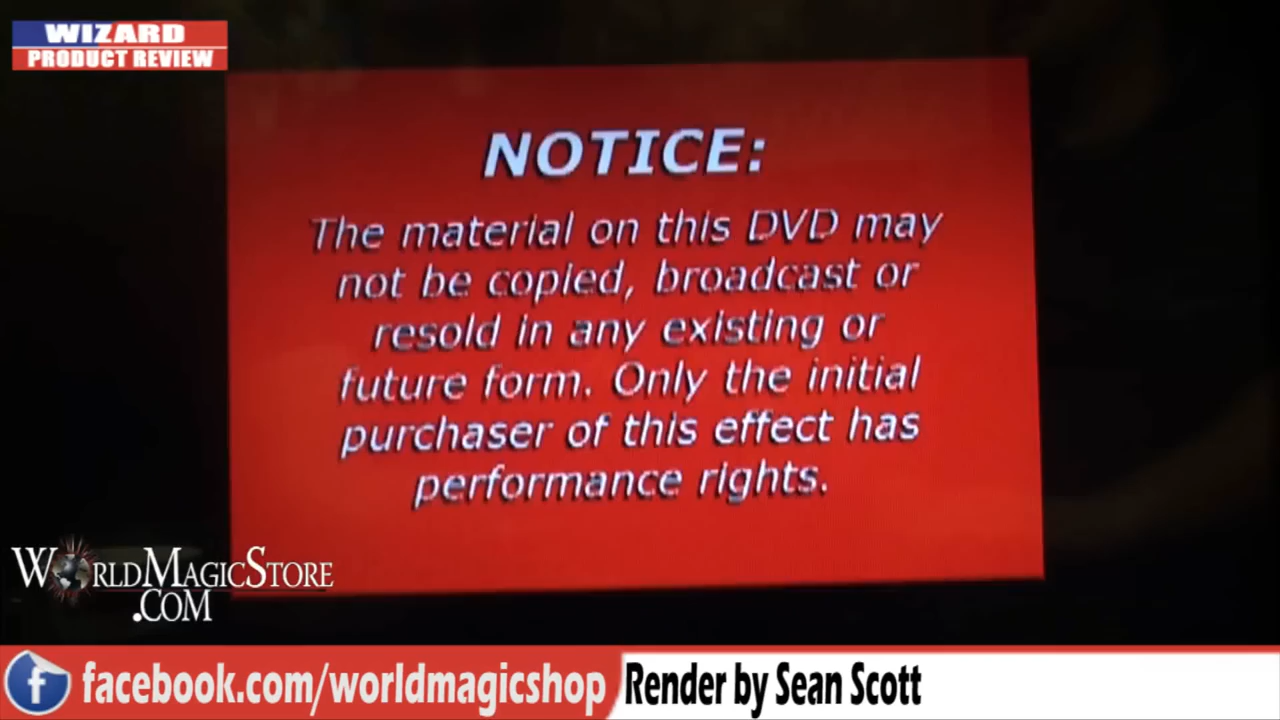 WIZARD
PRODUCT REVIEW
NOTICE:
The material on this DVD may
not be copied, broadcast or
resold in any existing or
future form. Only the initial
purchaser of this effect has
performance rights.
WORLDMAGICSTORE
.COM
facebook.com/worldmagicshop
Render by Sean Scott